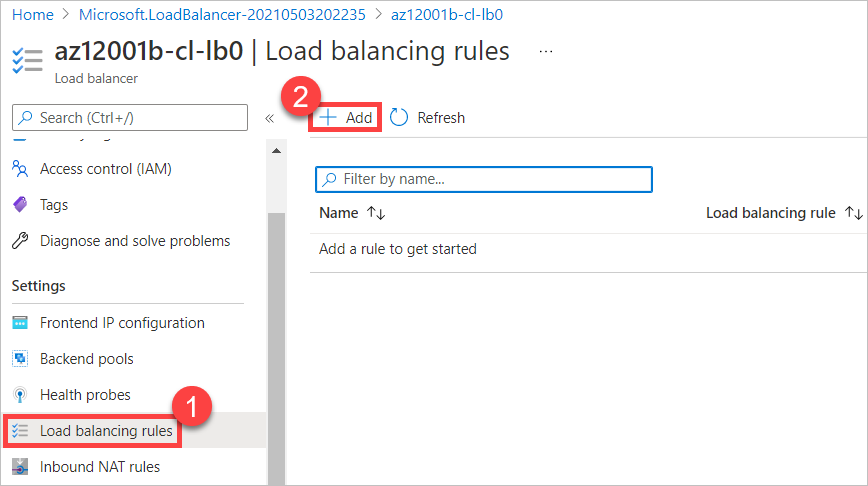 Home > Microsoft.LoadBalancer-20210503202235 > az12001b-cl-lb0
az12001b-cl-lb0 | Load balancing rules ...
Load balancer
Search (Ctrl+/)
«
2
Add
Refresh
Access control (IAM)
Tags
Diagnose and solve problems
Settings
Frontend IP configuration
Backend pools
Health probes
1
Load balancing rules
Inbound NAT rules
Filter by name...
Name ↑↓ Load balancing rule ↑↓
Add a rule to get started